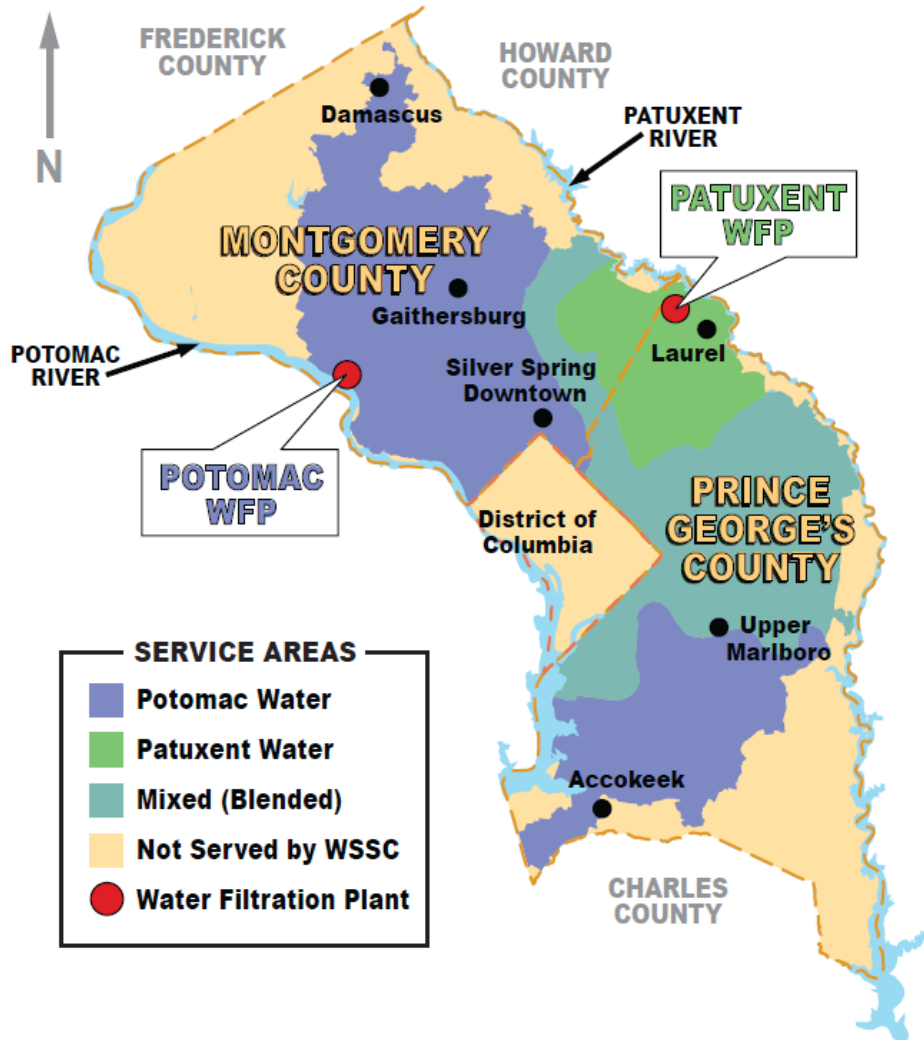 FREDERICK
COUNTY
HOWARD
COUNTY
Damascus
PATUXENT
RIVER
N
PATUXENT
WFP
MONTGOMERY
COUNTY
Gaithersburg
Laurel
POTOMAC
RIVER
Silver Spring
Downtown
POTOMAC
WFP
PRINCE
GEORGE'S
COUNTY
District of
Columbia
Upper
Marlboro
SERVICE AREAS
Potomac Water
Patuxent Water
Mixed (Blended)
Not Served by WSSC
Water Filtration Plant
Accokeek
CHARLES
COUNTY